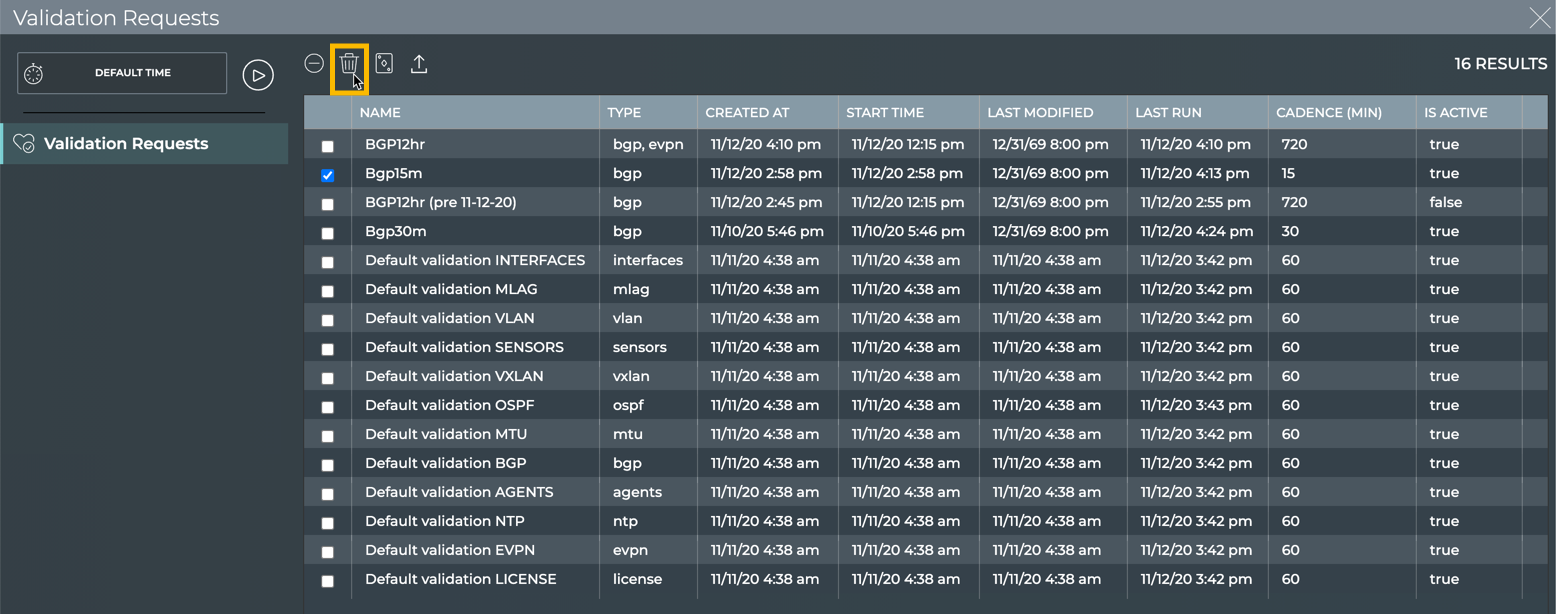 Validation Requests
DEFAULT TIME
16 RESULTS
Validation Requests
NAME TYPE CREATED AT START TIME LAST MODIFIED LAST RUN CADENCE (MIN) IS ACTIVE
BGP12hr bgp, evpn 11/12/20 4:10 pm 11/12/20 12:15 pm 12/31/69 8:00 pm 11/12/20 4:10 pm 720 true
Bgp15m bgp 11/12/20 2:58 pm 11/12/20 2:58 pm 12/31/69 8:00 pm 11/12/20 4:13 pm 15 true
BGP12hr (pre 11-12-20) bgp 11/12/20 2:45 pm 11/12/20 12:15 pm 12/31/69 8:00 pm 11/12/20 2:55 pm 720 false
Bgp30m bgp 11/10/20 5:46 pm 11/10/20 5:46 pm 12/31/69 8:00 pm 11/12/20 4:24 pm 30 true
Default validation INTERFACES interfaces 11/11/20 4:38 am 11/11/20 4:38 am 11/11/20 4:38 am 11/12/20 3:42 pm 60 true
Default validation MLAG mlag 11/11/20 4:38 am 11/11/20 4:38 am 11/11/20 4:38 am 11/12/20 3:42 pm 60 true
Default validation VLAN vlan 11/11/20 4:38 am 11/11/20 4:38 am 11/11/20 4:38 am 11/12/20 3:42 pm 60 true
Default validation SENSORS sensors 11/11/20 4:38 am 11/11/20 4:38 am 11/11/20 4:38 am 11/12/20 3:42 pm 60 true
Default validation VXLAN vxlan 11/11/20 4:38 am 11/11/20 4:38 am 11/11/20 4:38 am 11/12/20 3:42 pm 60 true
Default validation OSPF ospf 11/11/20 4:38 am 11/11/20 4:38 am 11/11/20 4:38 am 11/12/20 3:43 pm 60 true
Default validation MTU mtu 11/11/20 4:38 am 11/11/20 4:38 am 11/11/20 4:38 am 11/12/20 3:42 pm 60 true
Default validation BGP bgp 11/11/20 4:38 am 11/11/20 4:38 am 11/11/20 4:38 am 11/12/20 3:42 pm 60 true
Default validation AGENTS agents 11/11/20 4:38 am 11/11/20 4:38 am 11/11/20 4:38 am 11/12/20 3:42 pm 60 true
Default validation NTP ntp 11/11/20 4:38 am 11/11/20 4:38 am 11/11/20 4:38 am 11/12/20 3:42 pm 60 true
Default validation EVPN evpn 11/11/20 4:38 am 11/11/20 4:38 am 11/11/20 4:38 am 11/12/20 3:42 pm 60 true
Default validation LICENSE license 11/11/20 4:38 am 11/11/20 4:38 am 11/11/20 4:38 am 11/12/20 3:42 pm 60 true